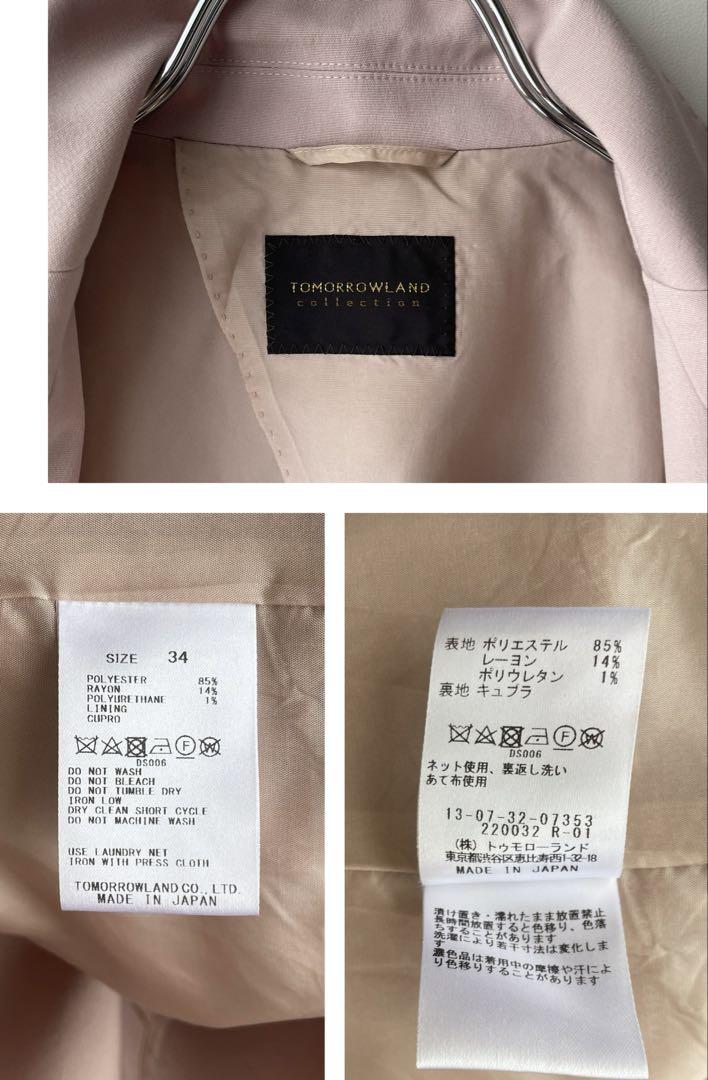 TOMORROWLAND
collection
SIZE 34
POLYESTER 85%
RAYON 14%
POLYURETHANE 1%
LINING
CUPRO
DS006
DO NOT WASH
DO NOT BLEACH
DO NOT TUMBLE DRY
IRON LOW
DRY CLEAN SHORT CYCLE
DO NOT MACHINE WASH
USE LAUNDRY NET
IRON WITH PRESS CLOTH
TOMORROWLAND CO., LTD.
MADE IN JAPAN
表地 ポリエステル 85%
レーヨン 14%
ポリウレタン 1%
裏地 キュプラ
F W
DS006
ネット使用、裏返し洗い
あて布使用
13-07-32-07353
220032 R-01
(株) トゥモローランド
東京都渋谷区恵比寿西1-32-18
MADE IN JAPAN
漬け置き・濡れたまま放置禁止
長時間放置すると色移り、色落
ちすることがあります
洗濯により若干寸法は変化しま
す
濃色品は着用中の摩擦や汗によ
り色移りすることがあります